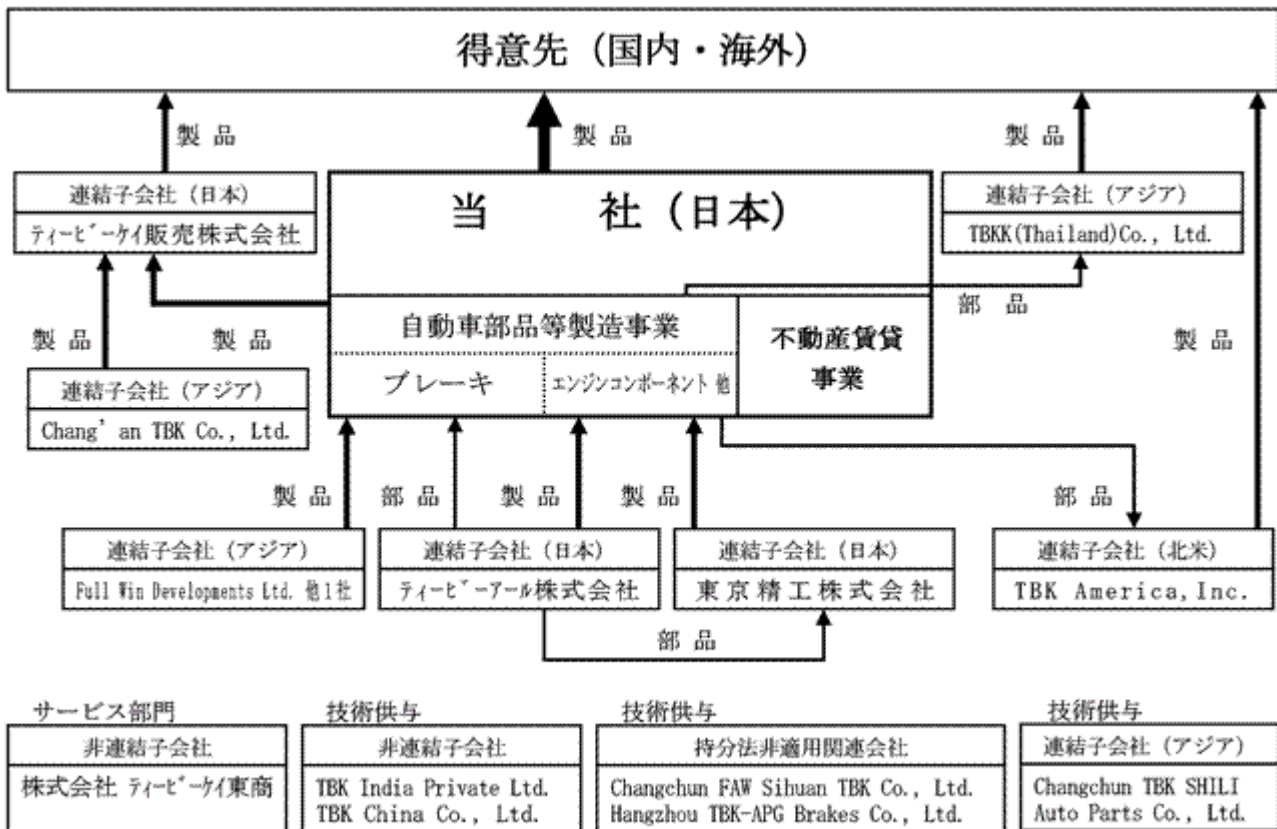 得意先（国内・海外）
製 品
製 品
製 品
連結子会社（日本）
ティービーケイ販売株式会社
当 社（日本）
連結子会社（アジア）
TBKK(Thailand)Co., Ltd.
部 品
製 品
製 品
製 品
自動車部品等製造事業
ブレーキ
エンジンコンポーネント 他
不動産賃貸
事業
連結子会社（アジア）
Chang' an TBK Co., Ltd.
製 品
部 品
製 品
製 品
部 品
連結子会社（アジア）
Full Win Developments Ltd. 他1社
連結子会社（日本）
ティービーアール株式会社
連結子会社（日本）
東京精工株式会社
連結子会社（北米）
TBK America,Inc.
部 品
サービス部門
非連結子会社
株式会社 ティービーケイ東商
技術供与
非連結子会社
TBK India Private Ltd.
TBK China Co., Ltd.
技術供与
持分法非適用関連会社
Changchun FAW Sihuan TBK Co., Ltd.
Hangzhou TBK-APG Brakes Co., Ltd.
技術供与
連結子会社（アジア）
Changchun TBK SHILI
Auto Parts Co., Ltd.